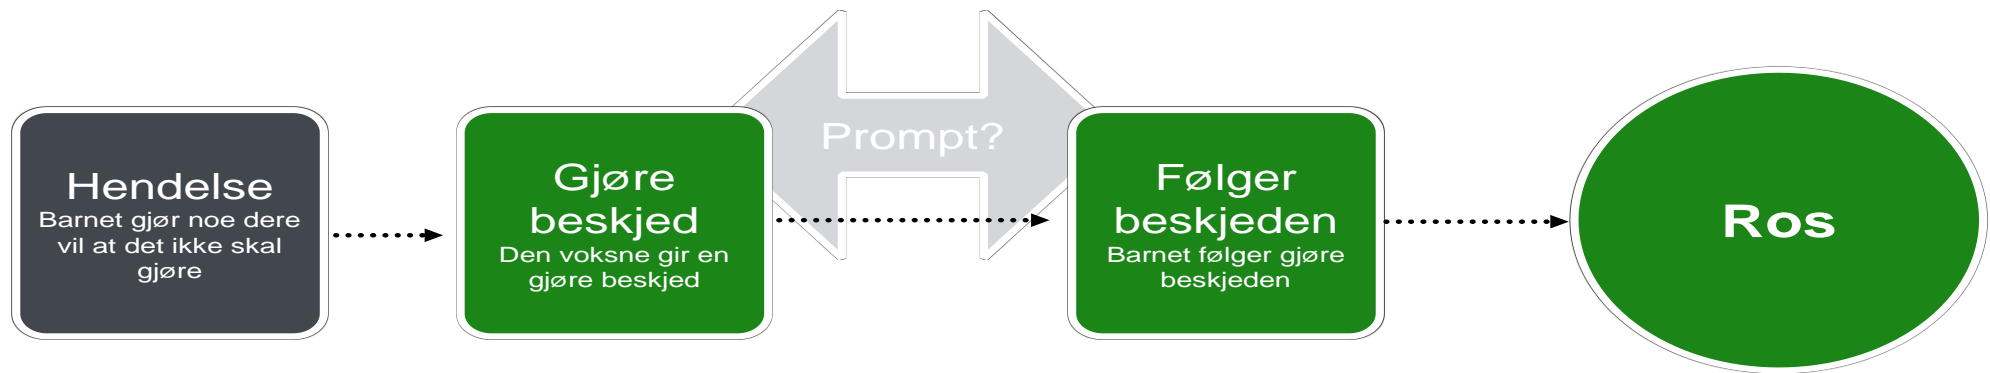 Hendelse
Barnet gjør noe dere
vil at det ikke skal
gjøre
Gjøre
beskjed
Den voksne gir en
gjøre beskjed
Prompt?
Følger
beskjeden
Barnet følger gjøre
beskjeden
Ros